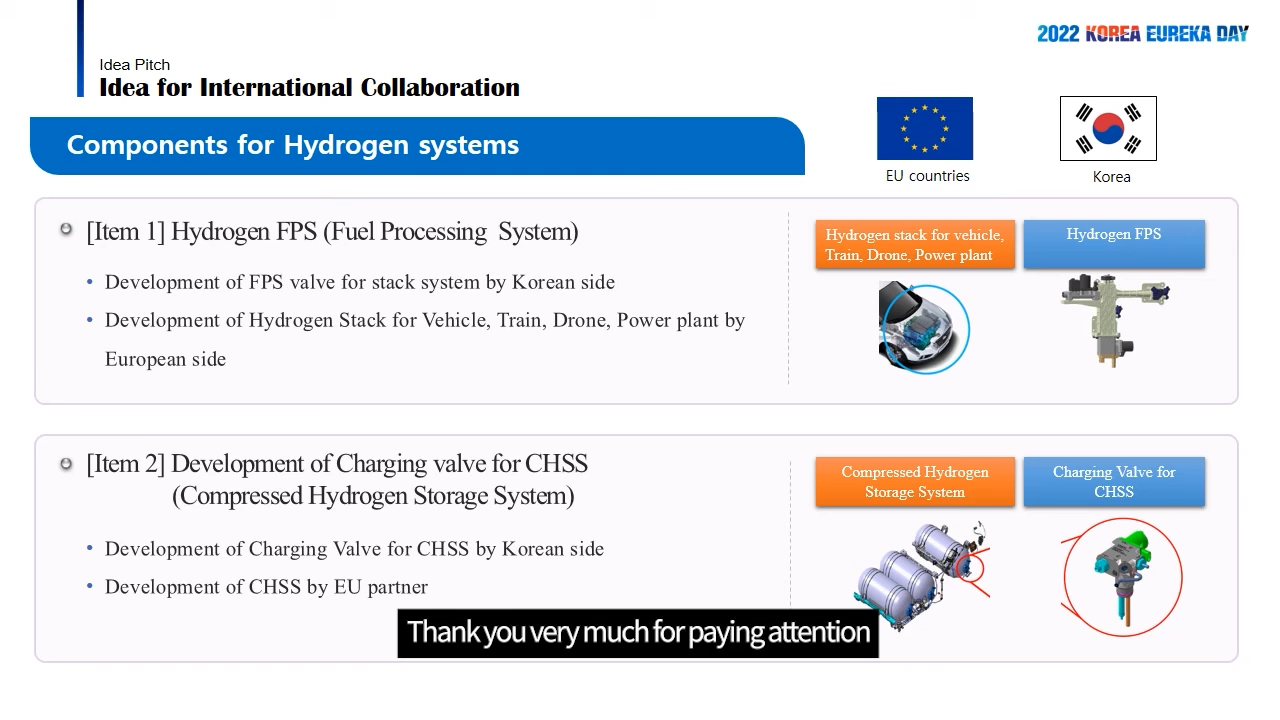 2022 KOREA EUREKA DAY
Idea Pitch
Idea for International Collaboration
Components for Hydrogen systems
EU countries
Korea
[Item 1] Hydrogen FPS (Fuel Processing System)
• Development of FPS valve for stack system by Korean side
• Development of Hydrogen Stack for Vehicle, Train, Drone, Power plant by
European side
Hydrogen stack for vehicle,
Train, Drone, Power plant
Hydrogen FPS
[Item 2] Development of Charging valve for CHSS
(Compressed Hydrogen Storage System)
• Development of Charging Valve for CHSS by Korean side
• Development of CHSS by EU partner
Compressed Hydrogen
Storage System
Charging Valve for
CHSS
Thank you very much for paying attention